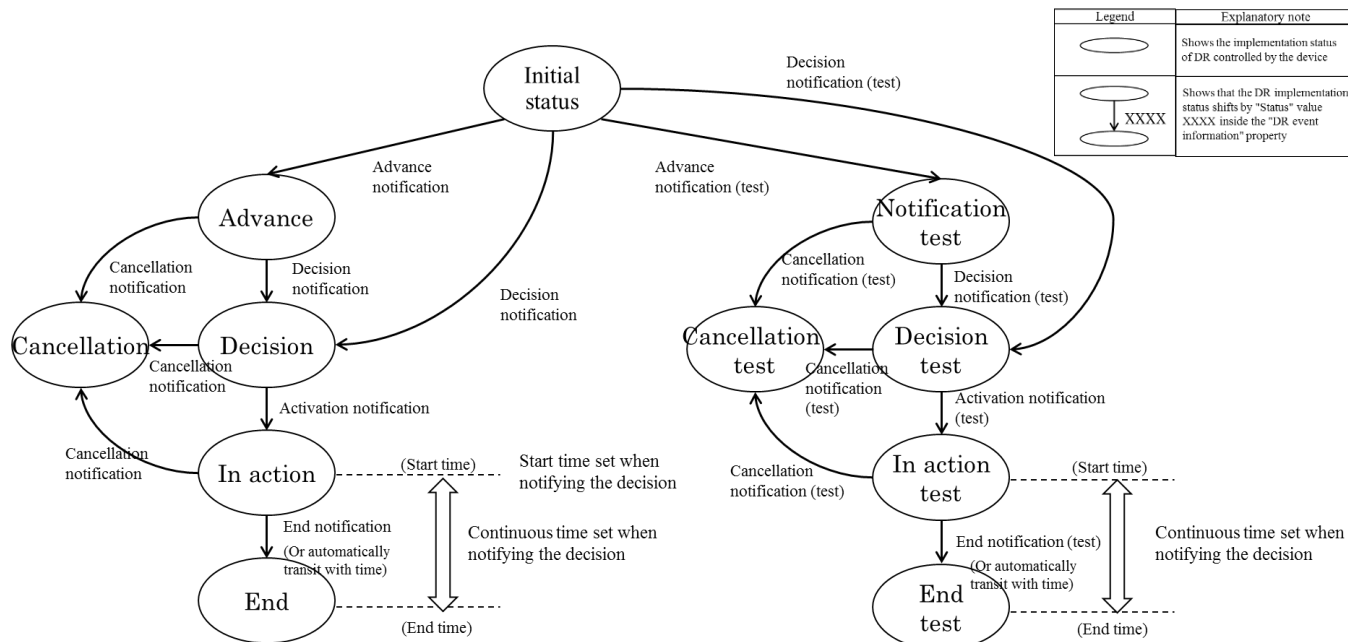 Legend
Explanatory note
Shows the implementation status
of DR controlled by the device
XXXX
Shows that the DR implementation
status shifts by "Status" value
XXXX inside the "DR event
information" property
Initial
status
Decision
notification (test)
Advance
notification
Advance
notification (test)
Advance
Notification
test
Cancellation
notification
Decision
notification
Decision
notification
Cancellation
notification (test)
Decision
notification (test)
Cancellation
Decision
Cancellation
notification
Cancellation
test
Decision
test
Cancellation
notification
(test)
Activation notification
Activation notification
(test)
Cancellation
notification
In action
(Start time)
Start time set when
notifying the decision
Cancellation
notification (test)
In action
test
(Start time)
End notification
(Or automatically
transit with time)
Continuous time set when
notifying the decision
End notification (test)
(Or automatically
transit with time)
Continuous time set when
notifying the decision
End
(End time)
End
test
(End time)